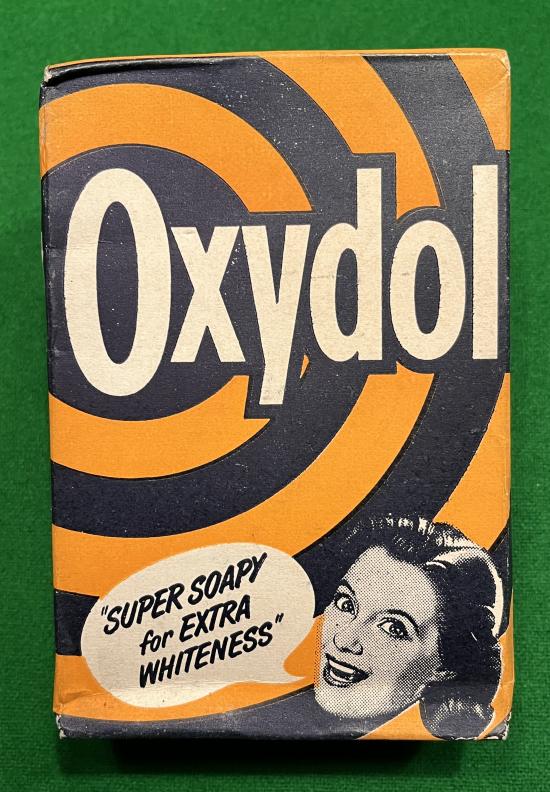 Oxydol
"SUPER SOAPY
for EXTRA
WHITENESS"